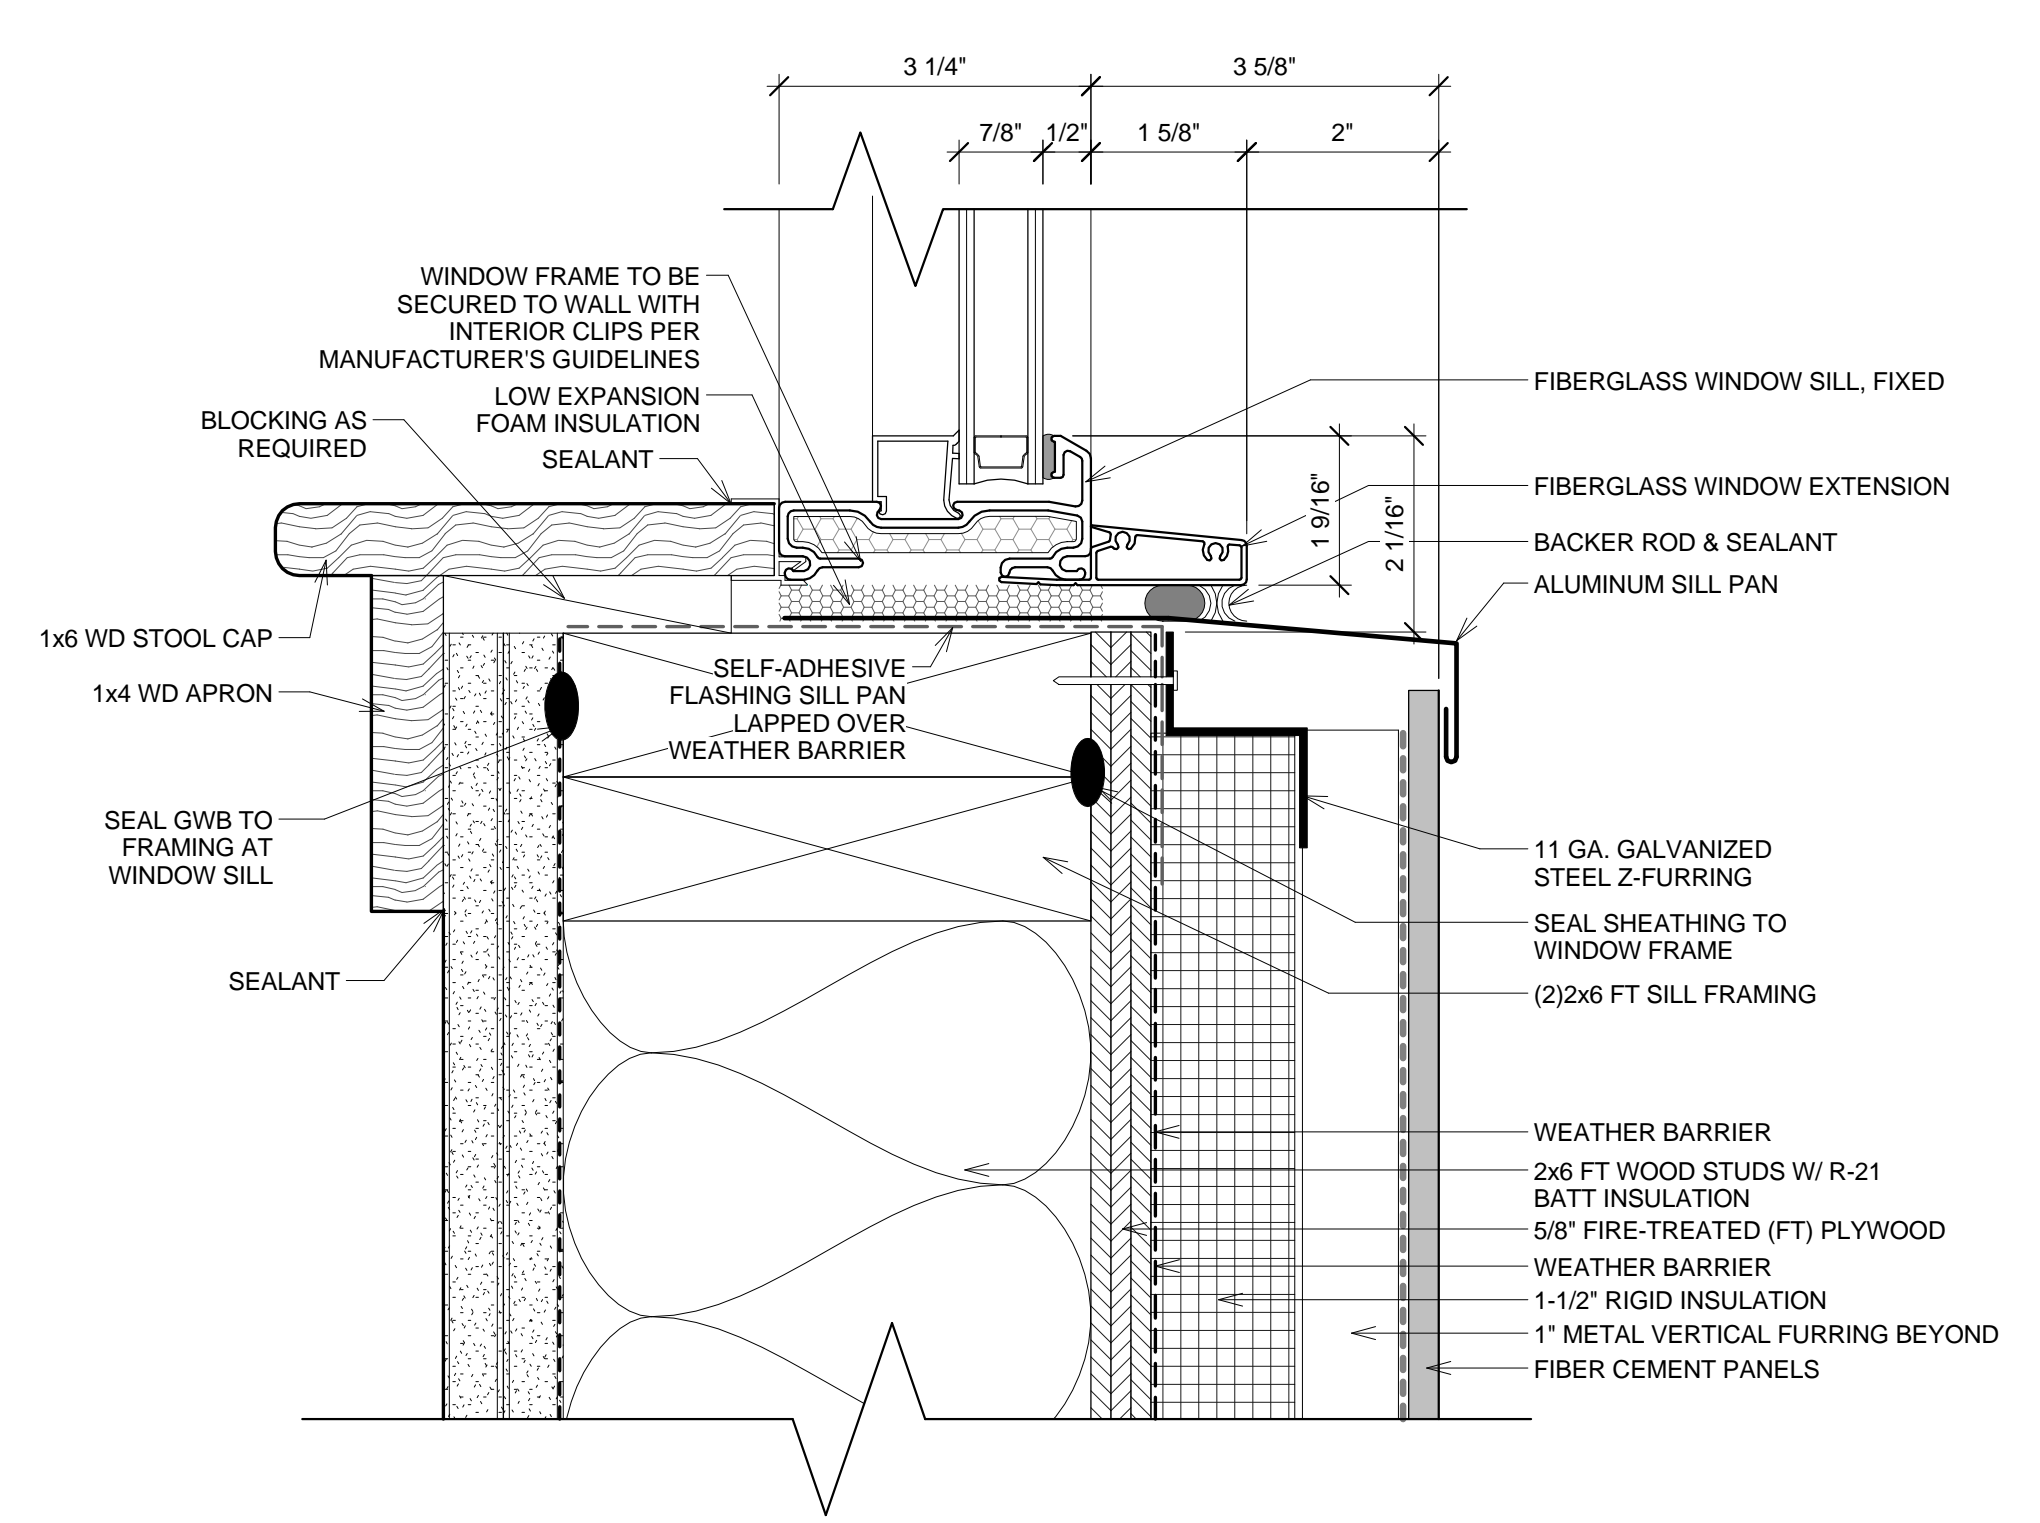 3 1/4"
3 5/8"
7/8"
1/2"
1 5/8"
2"
WINDOW FRAME TO BE
SECURED TO WALL WITH
INTERIOR CLIPS PER
MANUFACTURER'S GUIDELINES
LOW EXPANSION
FOAM INSULATION
BLOCKING AS
REQUIRED
SEALANT
1x6 WD STOOL CAP
1x4 WD APRON
SEAL GWB TO
FRAMING AT
WINDOW SILL
SEALANT
SELF-ADHESIVE
FLASHING SILL PAN
LAPPED OVER
WEATHER BARRIER
1 9/16"
2 1/16"
FIBERGLASS WINDOW SILL, FIXED
FIBERGLASS WINDOW EXTENSION
BACKER ROD & SEALANT
ALUMINUM SILL PAN
11 GA. GALVANIZED
STEEL Z-FURRING
SEAL SHEATHING TO
WINDOW FRAME
(2)2x6 FT SILL FRAMING
WEATHER BARRIER
2x6 FT WOOD STUDS W/ R-21
BATT INSULATION
5/8" FIRE-TREATED (FT) PLYWOOD
WEATHER BARRIER
1-1/2" RIGID INSULATION
1" METAL VERTICAL FURRING BEYOND
FIBER CEMENT PANELS